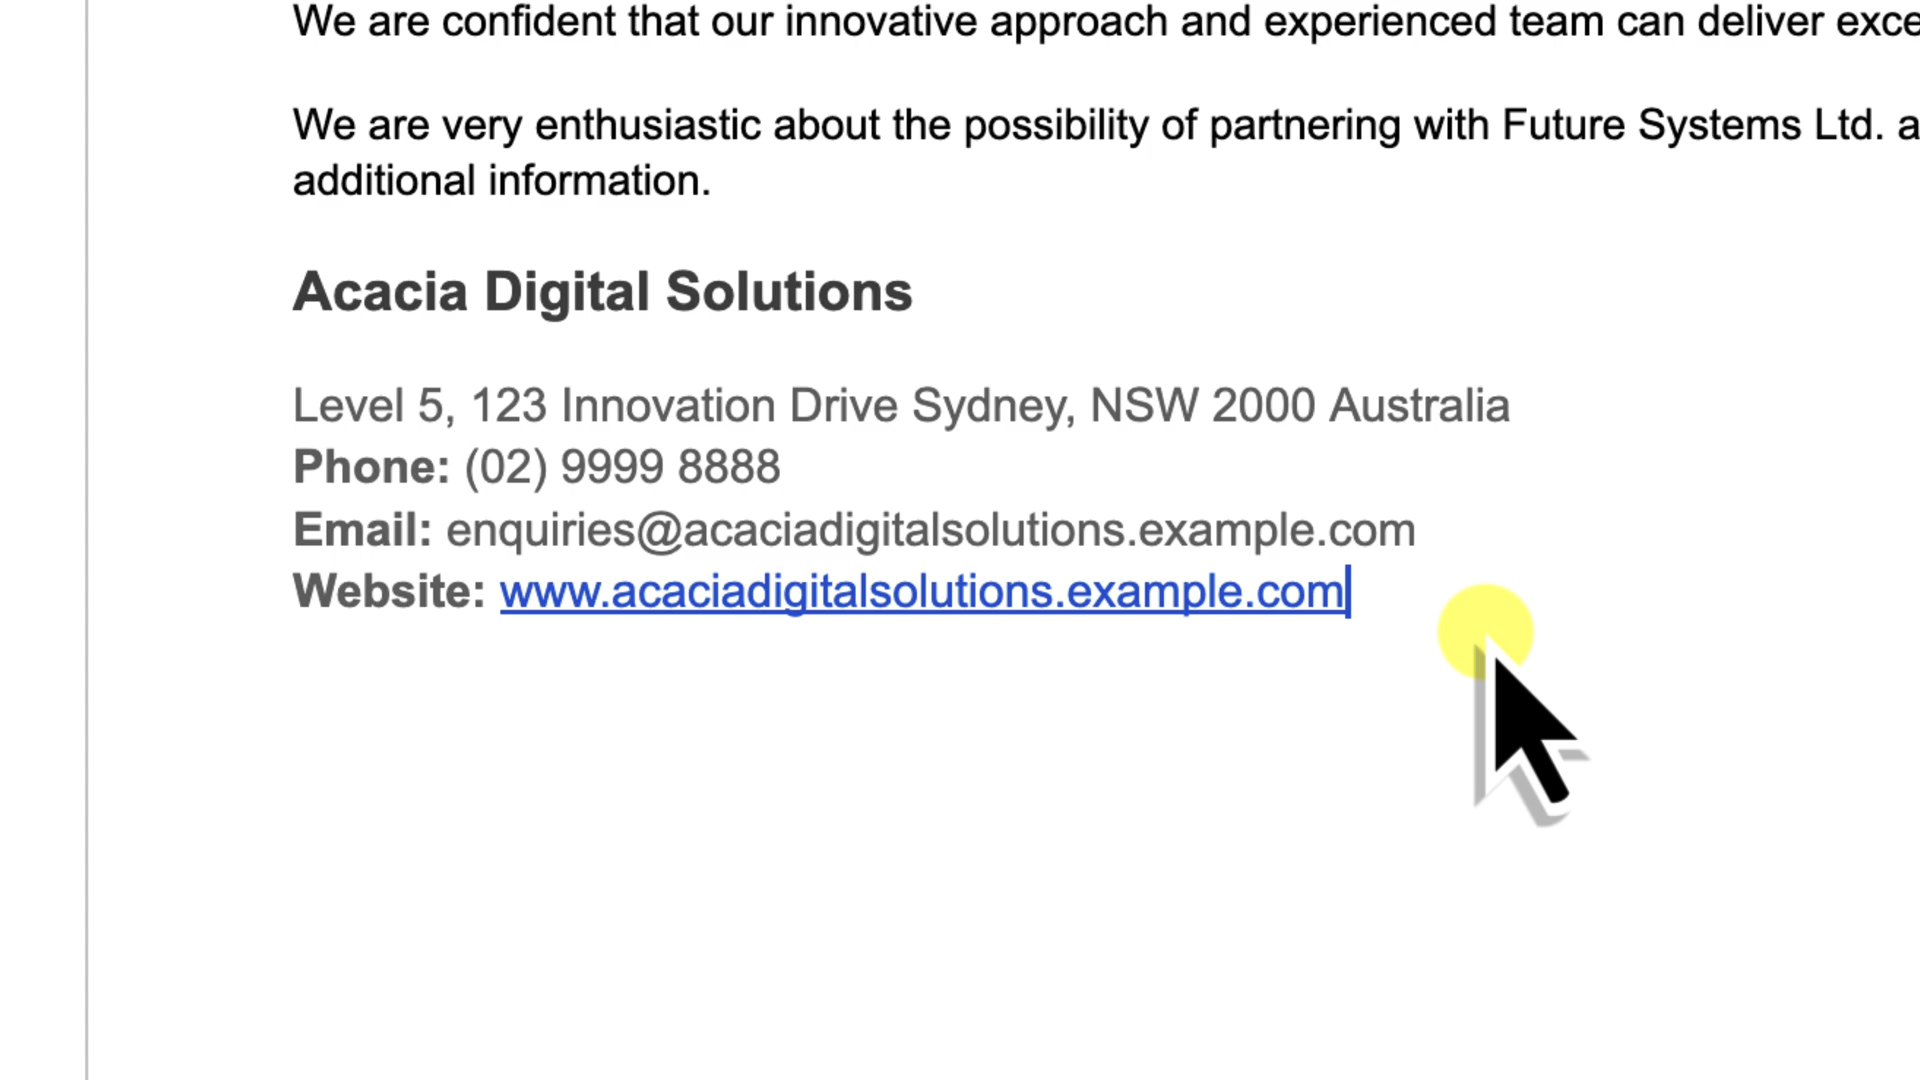 We are confident that our innovative approach and experienced team can deliver
We are very enthusiastic about the possibility of partnering with Future Systems Ltd.
additional information.
Acacia Digital Solutions
Level 5, 123 Innovation Drive Sydney, NSW 2000 Australia
Phone: (02) 9999 8888
Email: enquiries@acaciadigitalsolutions.example.com
Website: www.acaciadigitalsolutions.example.com